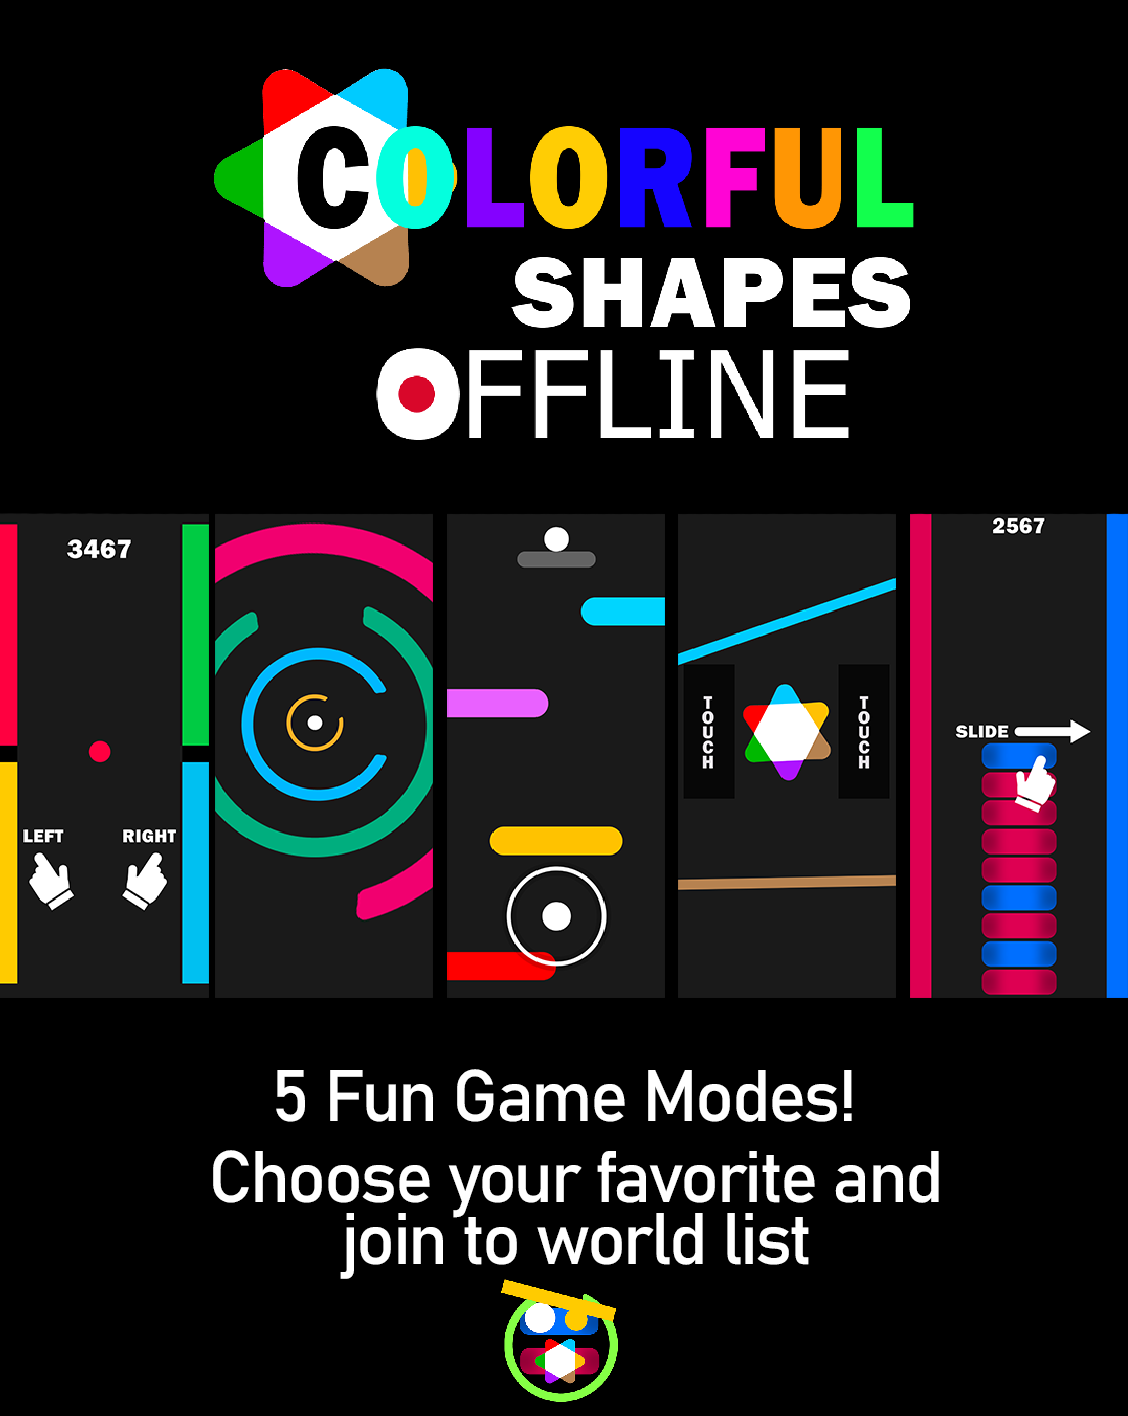 COLORFUL
SHAPES
OFFLINE
3467
LEFT
RIGHT
TOUCH
TOUCH
2567
SLIDE
5 Fun Game Modes!
Choose your favorite and
join to world list